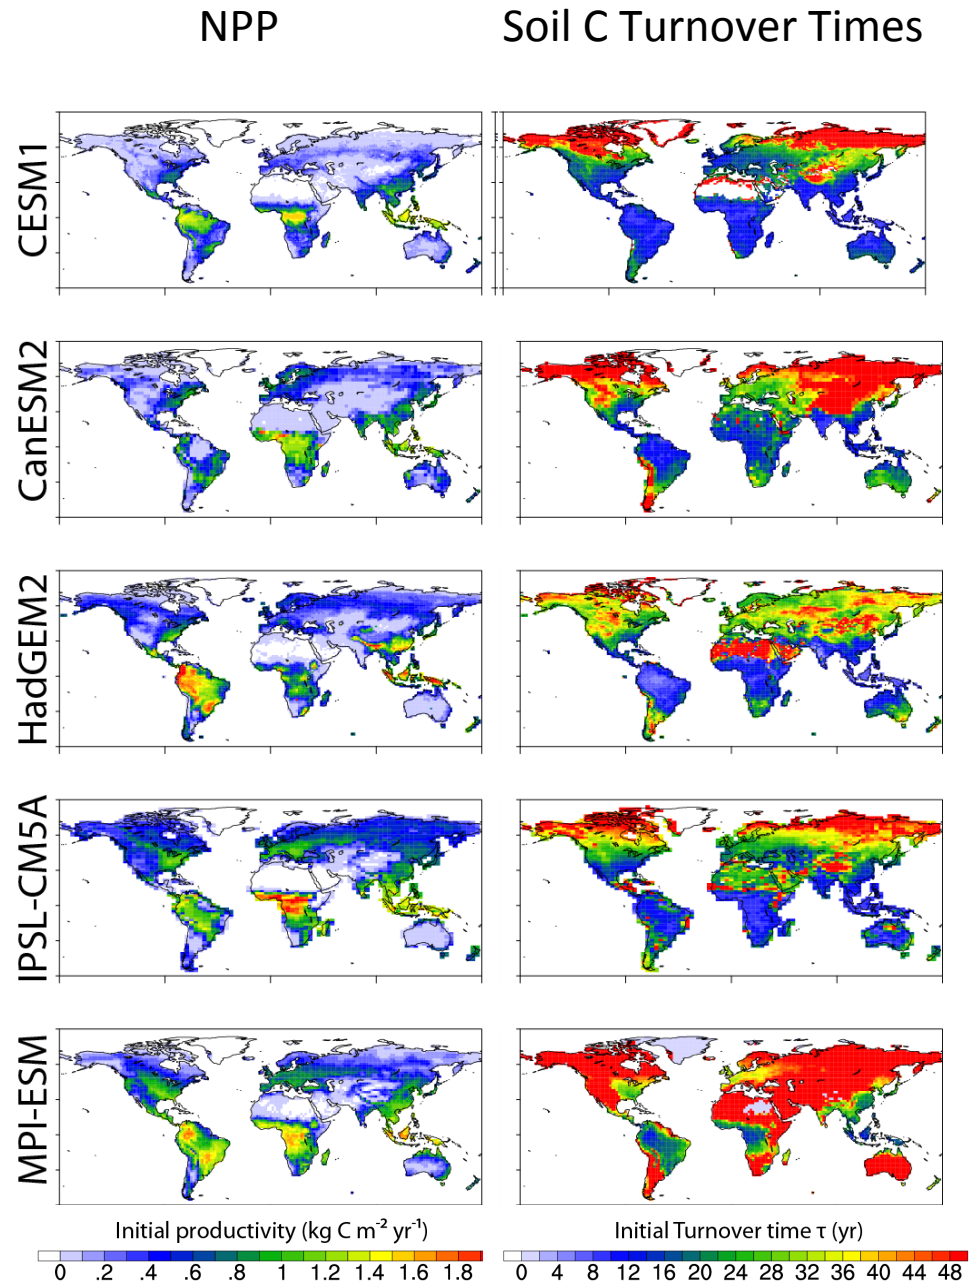 NPP
Soil C Turnover Times
CESM1
CanESM2
HadGEM2
IPSL-CM5A
MPI-ESM
Initial productivity (kg C m⁻² yr⁻¹)
0 .2 .4 .6 .8 1 1.2 1.4 1.6 1.8
Initial Turnover time τ (yr)
0 4 8 12 16 20 24 28 32 36 40 44 48